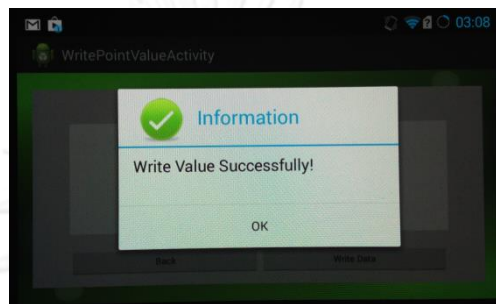 03:08
WritePointValueActivity
Information
Write Value Successfully!
OK
Back
Write Data